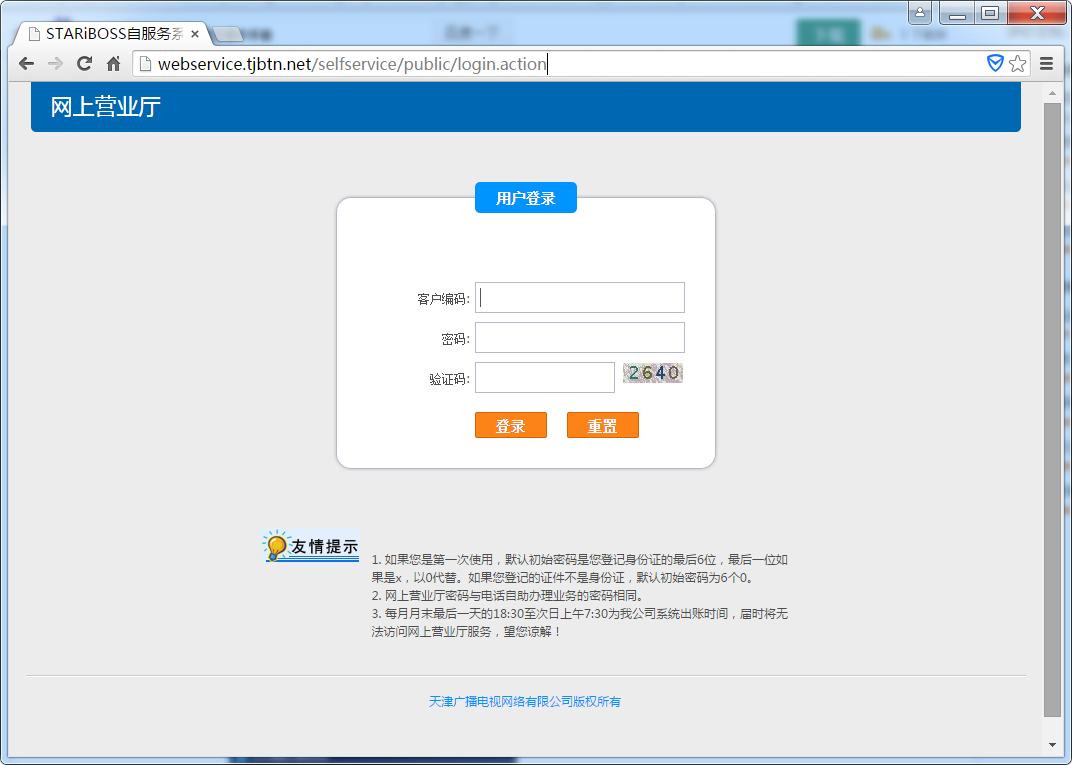 STARiBOSS自服务系
webservice.tjbtn.net/selfservice/public/login.action
网上营业厅
用户登录
客户编码:
密码:
验证码:
2640
登录
重置
友情提示
1. 如果您是第一次使用，默认初始密码是您登记身份证的最后6位，最后一位如
果是x，以0代替。如果您登记的证件不是身份证，默认初始密码为6个0。
2. 网上营业厅密码与电话自助办理业务的密码相同。
3. 每月月末最后一天的18:30至次日上午7:30为我公司系统出账时间，届时将无
法访问网上营业厅服务，望您谅解！
天津广播电视网络有限公司版权所有